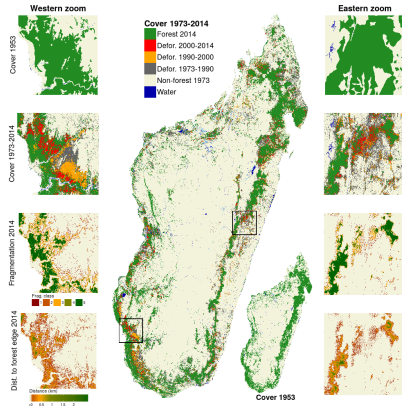 Western zoom
Eastern zoom
Cover 1973-2014
Forest 2014
Defor. 2000-2014
Defor. 1990-2000
Defor. 1973-1990
Non-forest 1973
Water
Cover 1953
Cover 1973-2014
Fragmentation 2014
Frag. class
Dist. to forest edge 2014
Distance (km)
Cover 1953